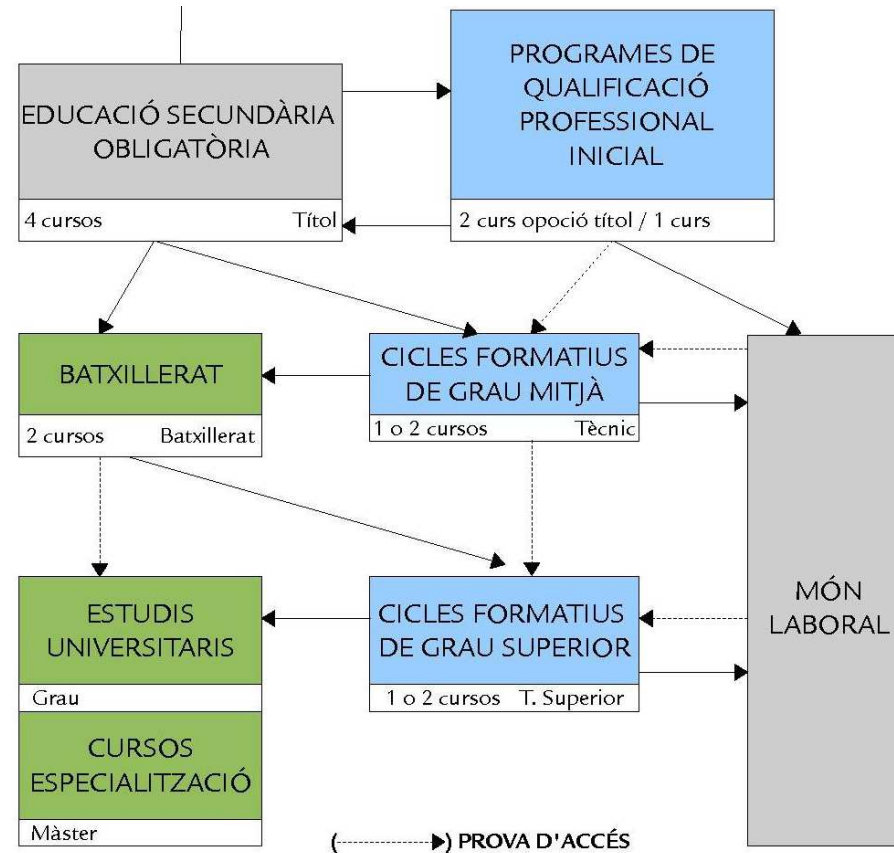 EDUCACIÓ SECUNDÀRIA
OBLIGATÒRIA
4 cursos Títol
PROGRAMES DE
QUALIFICACIÓ
PROFESSIONAL
INICIAL
2 curs opoció títol / 1 curs
BATXILLERAT
2 cursos Batxillerat
CICLES FORMATIUS
DE GRAU MITJÀ
1 o 2 cursos Tècnic
ESTUDIS
UNIVERSITARIS
Grau
CURSOS
ESPECIALITZACIÓ
Màster
CICLES FORMATIUS
DE GRAU SUPERIOR
1 o 2 cursos T. Superior
MÓN
LABORAL
( ) PROVA D'ACCÉS